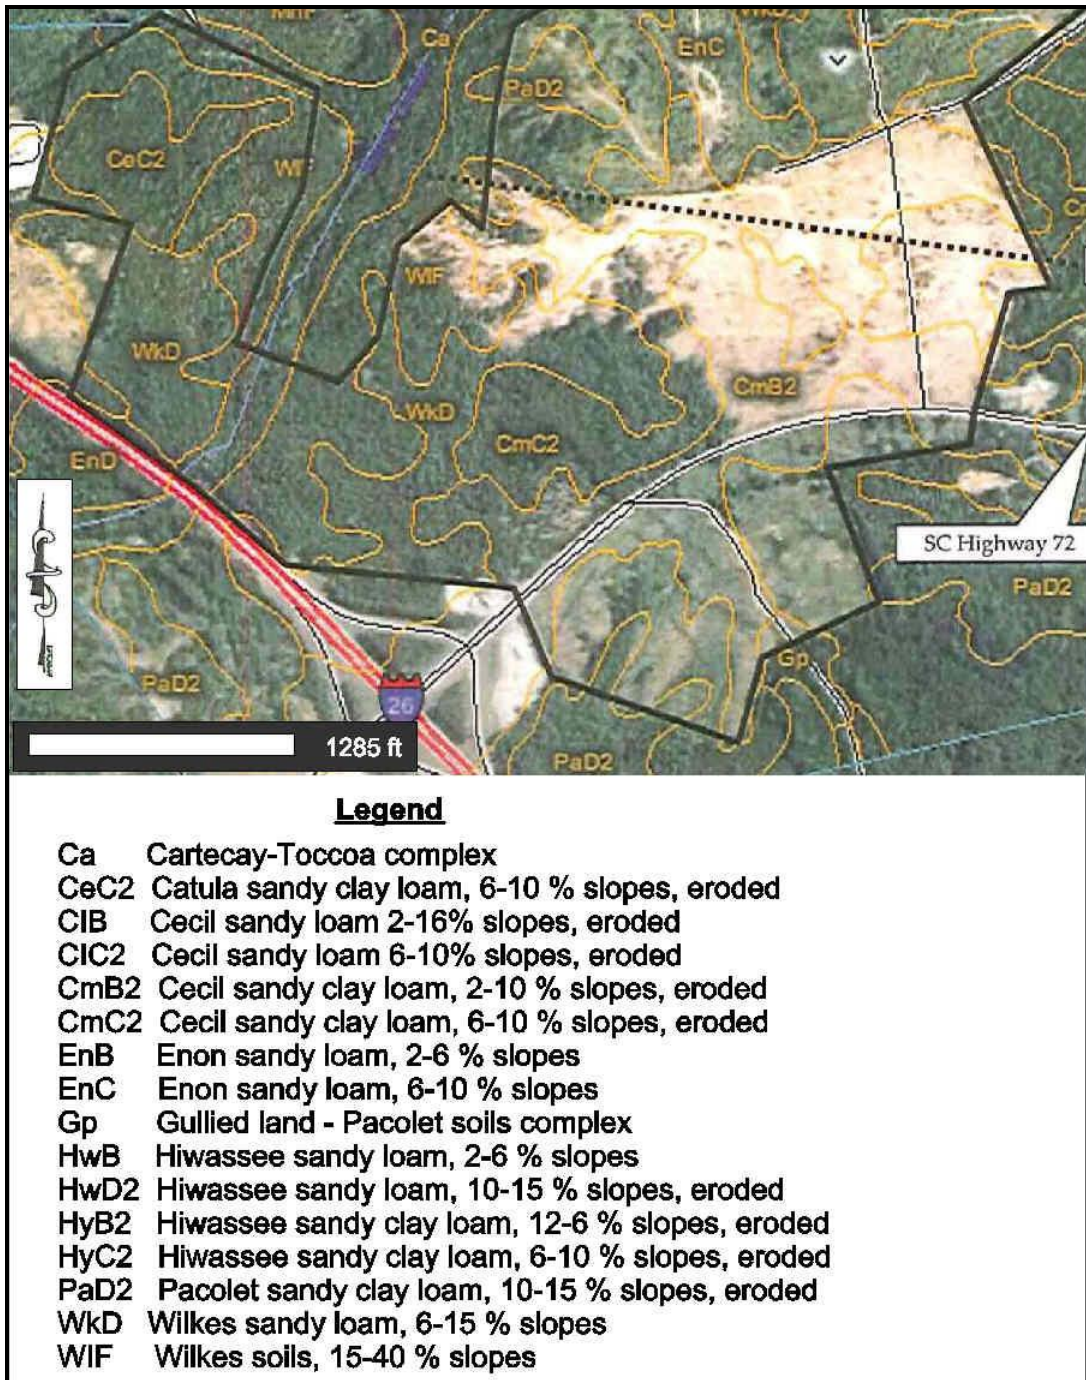 Ca
WkD
EnC
PaD2
CeC2
WlF
WlF
WkD
CmB2
WkD
CmC2
EnD
SC Highway 72
PaD2
Gp
PaD2
26
1285 ft
PaD2
Legend
Ca Cartecay-Toccoa complex
CeC2 Catula sandy clay loam, 6-10 % slopes, eroded
ClB Cecil sandy loam 2-16% slopes, eroded
ClC2 Cecil sandy loam 6-10% slopes, eroded
CmB2 Cecil sandy clay loam, 2-10 % slopes, eroded
CmC2 Cecil sandy clay loam, 6-10 % slopes, eroded
EnB Enon sandy loam, 2-6 % slopes
EnC Enon sandy loam, 6-10 % slopes
Gp Gullied land - Pacolet soils complex
HwB Hiwassee sandy loam, 2-6 % slopes
HwD2 Hiwassee sandy loam, 10-15 % slopes, eroded
HyB2 Hiwassee sandy clay loam, 12-6 % slopes, eroded
HyC2 Hiwassee sandy clay loam, 6-10 % slopes, eroded
PaD2 Pacolet sandy clay loam, 10-15 % slopes, eroded
WkD Wilkes sandy loam, 6-15 % slopes
WlF Wilkes soils, 15-40 % slopes